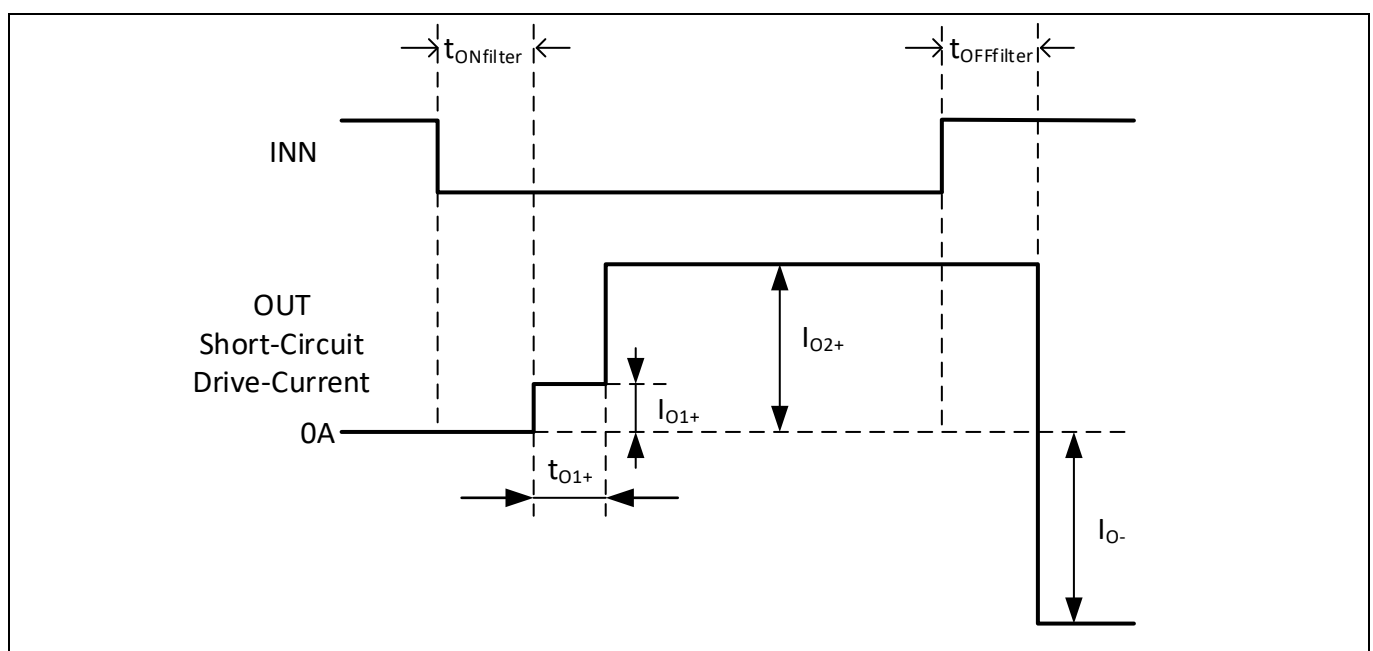 tONfilter
tOFFfilter
INN
OUT
Short-Circuit
Drive-Current
IO2+
IO1+
0A
tO1+
IO-